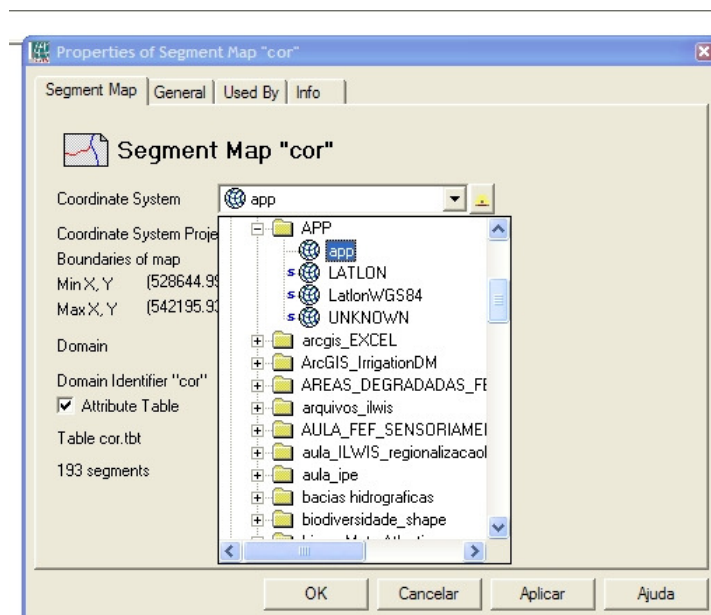 Properties of Segment Map "cor"
Segment Map General Used By Info
Segment Map "cor"
Coordinate System app
Coordinate System Proje
Boundaries of map
Min X, Y (528644.99
Max X, Y (542195.93
Domain
Domain Identifier "cor"
Attribute Table
Table cor.tbt
193 segments
APP
app
s LATLON
s LatlonWGS84
s UNKNOWN
arcgis_EXCEL
ArcGIS_IrrigationDM
AREAS_DEGRADADAS_FE
arquivos_ilwis
AULA_FEF_SENSORIAMEI
aula_ILWIS_regionalizacaol
aula_ipe
bacias hidrograficas
biodiversidade_shape
OK Cancelar Aplicar Ajuda